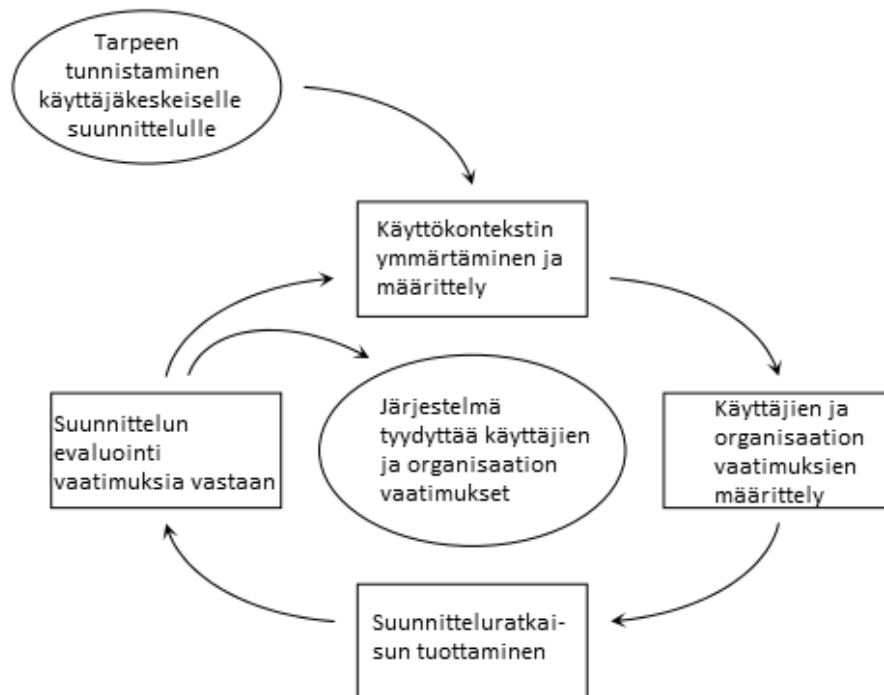 Tarpeen
tunnistaminen
käyttäjäkeskeiselle
suunnittelulle
Käyttökontekstin
ymmärtäminen ja
määrittely
Käyttäjien ja
organisaation
vaatimuksien
määrittely
Suunnitteluratkai-
sun tuottaminen
Suunnittelun
evaluointi
vaatimuksia vastaan
Järjestelmä
tyydyttää käyttäjien
ja organisaation
vaatimukset